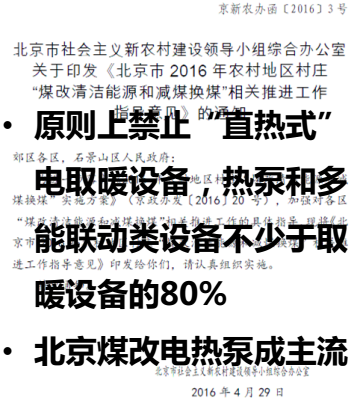 京新农办函〔2016〕3号
北京市社会主义新农村建设领导小组综合办公室
关于印发《北京市 2016 年农村地区村庄
“煤改清洁能源和减煤换煤”相关推进工作
指导意见》的通知
• 原则上禁止“直热式”
郊区各区，石景山区人民政府：
电取暖设备，热泵和多
煤换煤”实施方案》（京政办发〔2016〕20 号），加强对各区
“煤改清洁能源和减煤换煤”相关推进工作的具体指导，现将《北
能联动类设备不少于取
进工作指导意见》印发给你们，请认真组织实施。
暖设备的80%
• 北京煤改电热泵成主流
北京市社会主义新农村建设领导小组综合办公室
2016 年 4 月 29 日